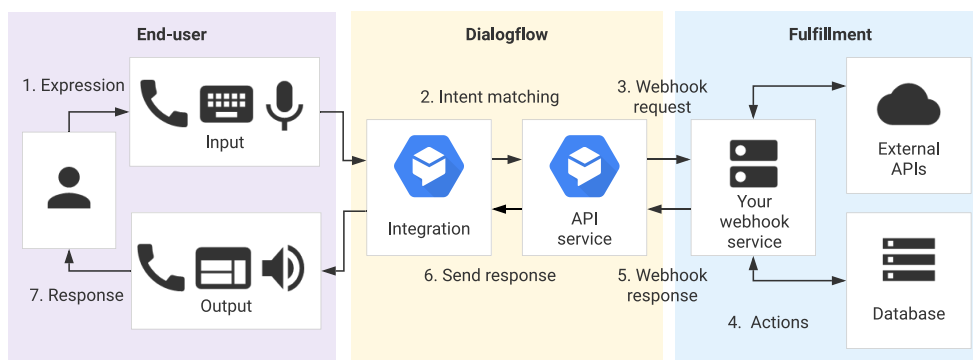 End-user
Dialogflow
Fulfillment
1. Expression
Input
2. Intent matching
3. Webhook
request
External
APIs
Integration
API
service
Your
webhook
service
7. Response
Output
6. Send response
5. Webhook
response
4. Actions
Database